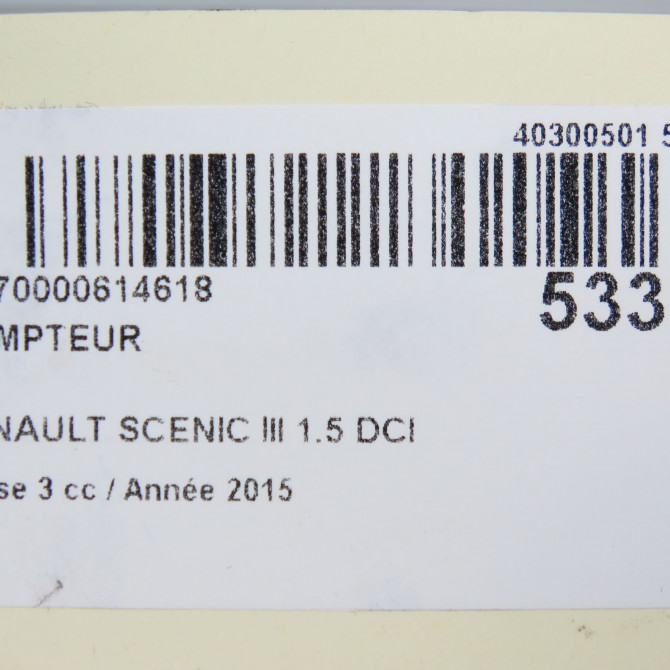 40300501 5
70000614618
533
MPTEUR
NAULT SCENIC III 1.5 DCI
se 3 cc / Année 2015